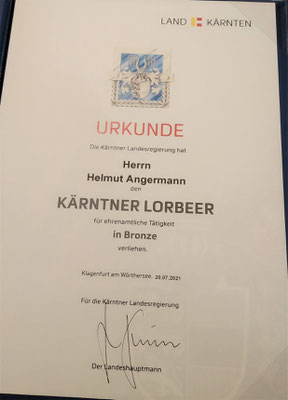 LAND KÄRNTEN
URKUNDE
Die Kärntner Landesregierung hat
Herrn
Helmut Angermann
den
KÄRNTNER LORBEER
für ehrenamtliche Tätigkeit
in Bronze
verliehen.
Klagenfurt am Wörthersee, 20.07.2021
Für die Kärntner Landesregierung
Der Landeshauptmann